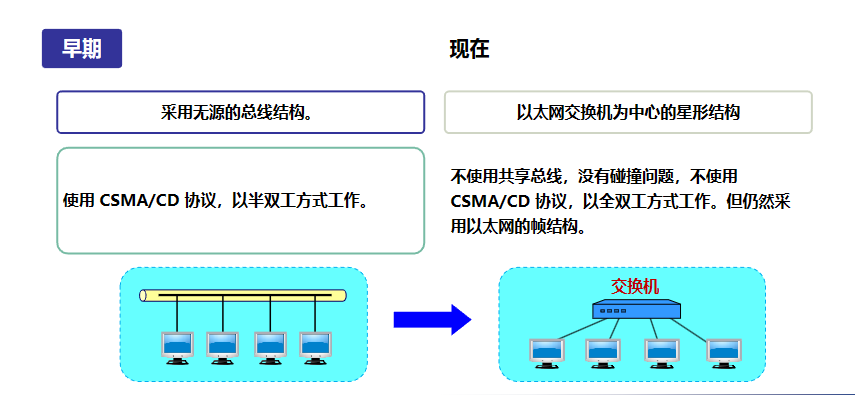 早期
现在
采用无源的总线结构。
以太网交换机为中心的星形结构
使用 CSMA/CD 协议，以半双工方式工作。
不使用共享总线，没有碰撞问题，不使用
CSMA/CD 协议，以全双工方式工作。但仍然采
用以太网的帧结构。
交换机